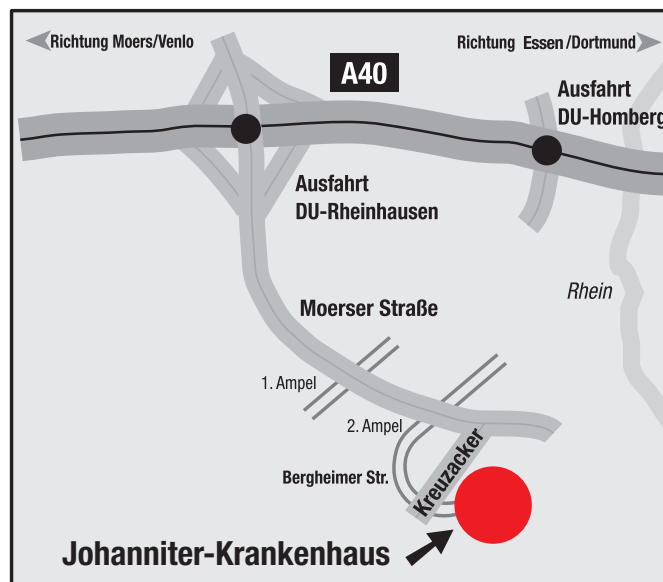 Richtung Moers/Venlo
Richtung Essen/Dortmund
A40
Ausfahrt
DU-Homberg
Ausfahrt
DU-Rheinhausen
Rhein
Moerser Straße
1. Ampel
2. Ampel
Kreuzacker
Bergheimer Str.
Johanniter-Krankenhaus